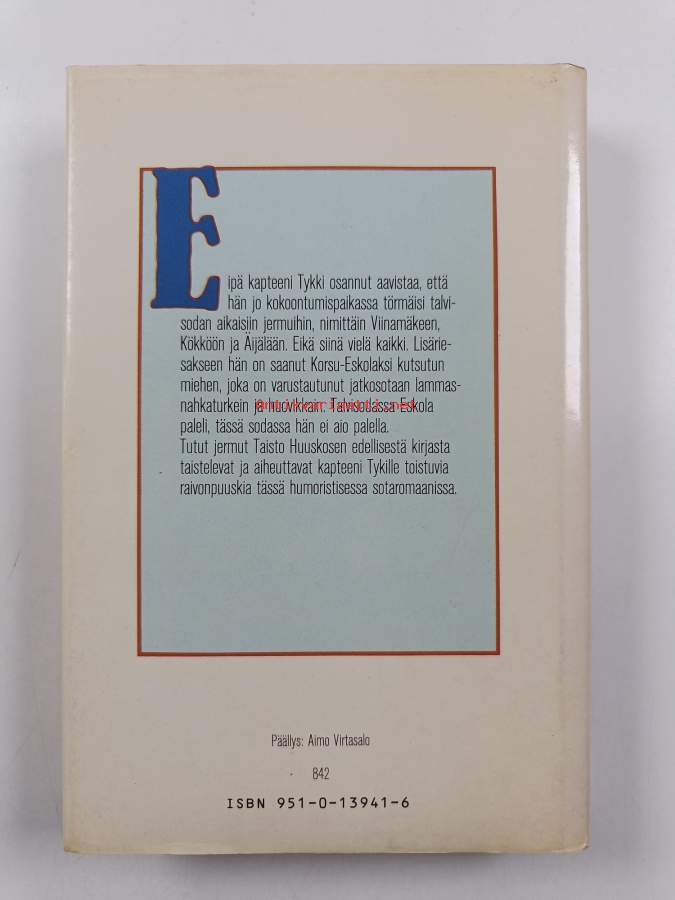 Eipä kapteeni Tykki osannut aavistaa, että
hän jo kokoontumispaikassa törmäisi talvi-
sodan aikaisiin jermuihin, nimittäin Viinamäkeen,
Kökköön ja Äijälään. Eikä siinä vielä kaikki. Lisärie-
sakseen hän on saanut Korsu-Eskolaksi kutsutun
miehen, joka on varustautunut jatkosotaan lammas-
nahkaturkein ja huovikkain. Talvisodassa Eskola
antikvariaatti.net
paleli, tässä sodassa hän ei aio palella.
Tutut jermut Taisto Huuskosen edellisestä kirjasta
taistelevat ja aiheuttavat kapteeni Tykille toistuvia
raivonpuuskia tässä humoristisessa sotaromaanissa.
Päällys: Aimo Virtasalo
842
ISBN 951-0-13941-6